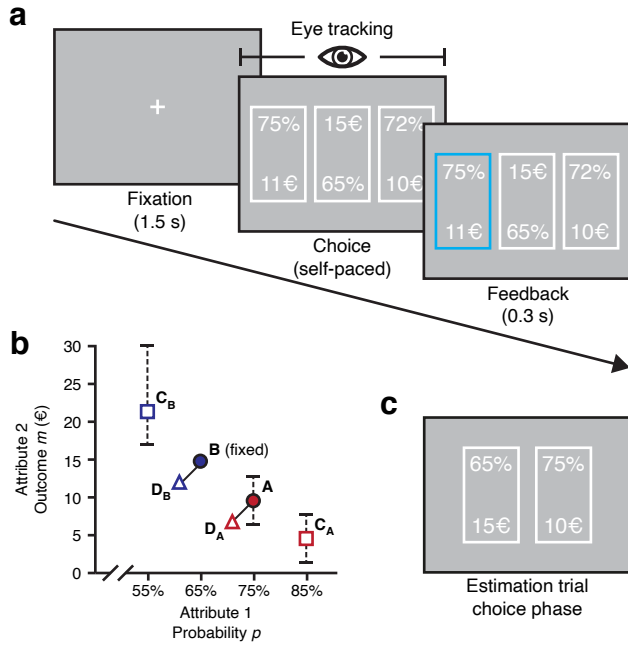 a
Eye tracking
+
75% 15€ 72%
11€ 65% 10€
75% 15€ 72%
11€ 65% 10€
Fixation
(1.5 s)
Choice
(self-paced)
Feedback
(0.3 s)
b
Attribute 2
Outcome m (€)
30
25
20
15
10
5
0
C_B
B (fixed)
D_B
A
D_A
C_A
55% 65% 75% 85%
Attribute 1
Probability p
c
65% 75%
15€ 10€
Estimation trial
choice phase